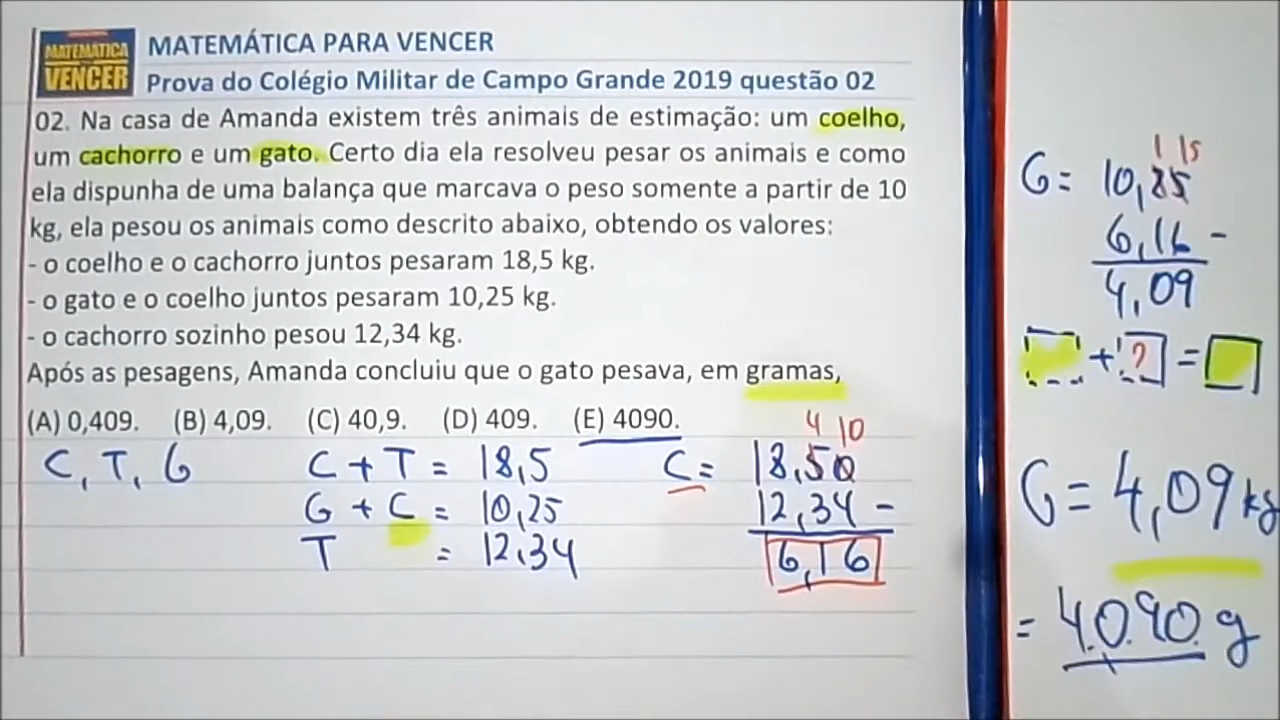 MATEMÁTICA
VENCER
MATEMÁTICA PARA VENCER
Prova do Colégio Militar de Campo Grande 2019 questão 02
02. Na casa de Amanda existem três animais de estimação: um coelho,
um cachorro e um gato. Certo dia ela resolveu pesar os animais e como
ela dispunha de uma balança que marcava o peso somente a partir de 10
kg, ela pesou os animais como descrito abaixo, obtendo os valores:
- o coelho e o cachorro juntos pesaram 18,5 kg.
- o gato e o coelho juntos pesaram 10,25 kg.
- o cachorro sozinho pesou 12,34 kg.
Após as pesagens, Amanda concluiu que o gato pesava, em gramas,
(A) 0,409. (B) 4,09. (C) 40,9. (D) 409. (E) 4090.
C, T, G
C + T = 18,5
G + C = 10,25
T = 12,34
4 10
C = 18,50
12,34 -
6,16
1 15
G = 10,25
6,16 -
4,09
+ ? =
G = 4,09 kg
= 4.090 g